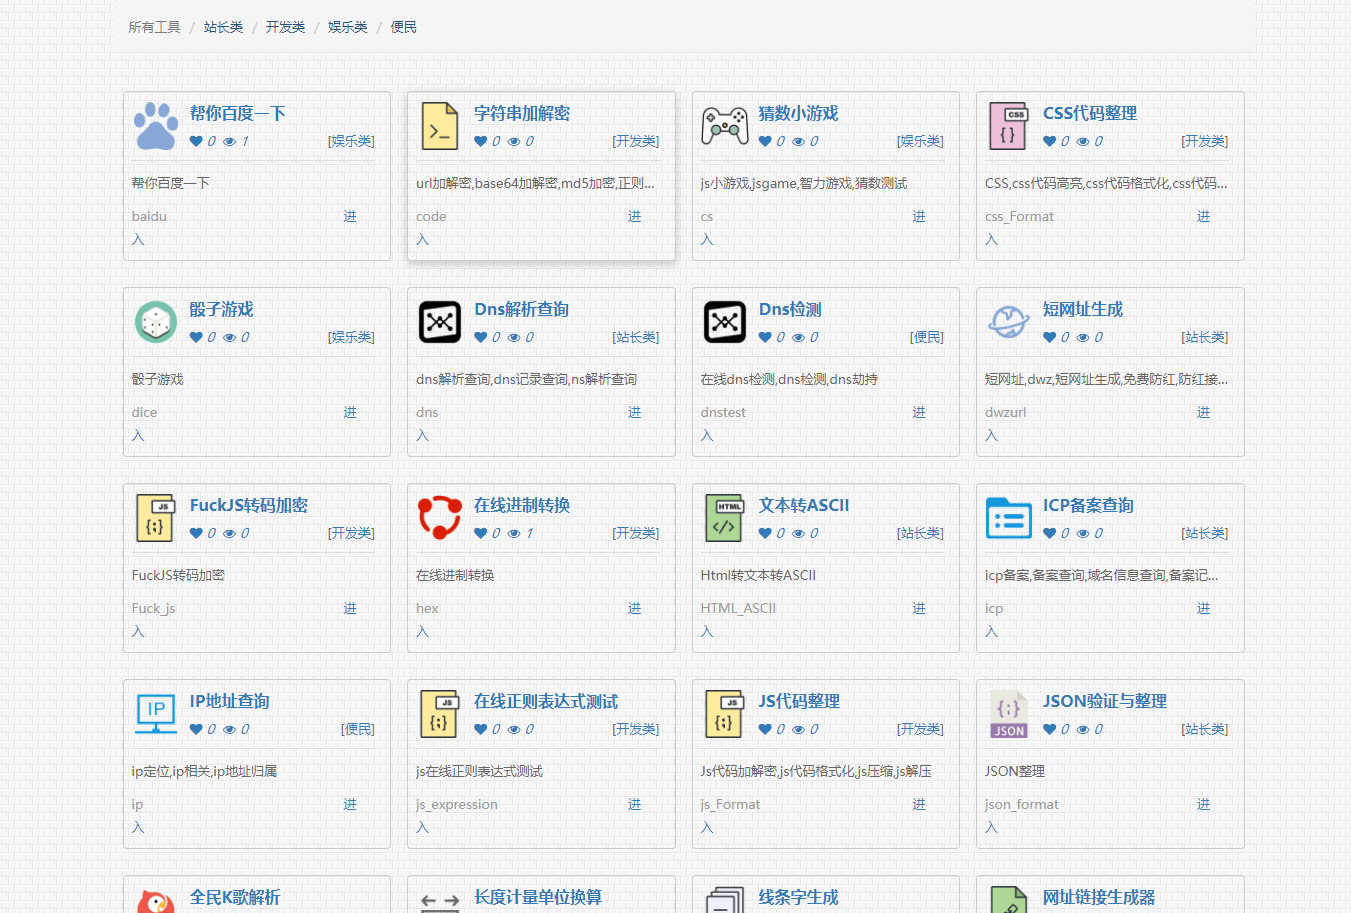 所有工具 / 站长类 / 开发类 / 娱乐类 / 便民
帮你百度一下
0 1 [娱乐类]
帮你百度一下
baidu 进
入
字符串加解密
0 0 [开发类]
url加解密,base64加解密,md5加密,正则...
code 进
入
猜数小游戏
0 0 [娱乐类]
js小游戏,jsgame,智力游戏,猜数测试
cs 进
入
CSS
CSS代码整理
0 0 [开发类]
CSS,css代码高亮,css代码格式化,css代码...
css_Format 进
入
骰子游戏
0 0 [娱乐类]
骰子游戏
dice 进
入
Dns解析查询
0 0 [站长类]
dns解析查询,dns记录查询,ns解析查询
dns 进
入
Dns检测
0 0 [便民]
在线dns检测,dns检测,dns劫持
dnstest 进
入
短网址生成
0 0 [站长类]
短网址,dwz,短网址生成,免费防红,防红接...
dwzurl 进
入
JS
FuckJS转码加密
0 0 [开发类]
FuckJS转码加密
Fuck_js 进
入
在线进制转换
0 1 [开发类]
在线进制转换
hex 进
入
HTML
文本转ASCII
0 0 [站长类]
Html转文本转ASCII
HTML_ASCII 进
入
ICP备案查询
0 0 [站长类]
icp备案,备案查询,域名信息查询,备案记...
icp 进
入
IP
IP地址查询
0 0 [便民]
ip定位,ip相关,ip地址归属
ip 进
入
JS
在线正则表达式测试
0 0 [开发类]
js在线正则表达式测试
js_expression 进
入
JS
JS代码整理
0 0 [开发类]
Js代码加解密,js代码格式化,js压缩,js解压
js_Format 进
入
JSON
JSON验证与整理
0 0 [站长类]
JSON整理
json_format 进
入
全民K歌解析
长度计量单位换算
线条字生成
网址链接生成器